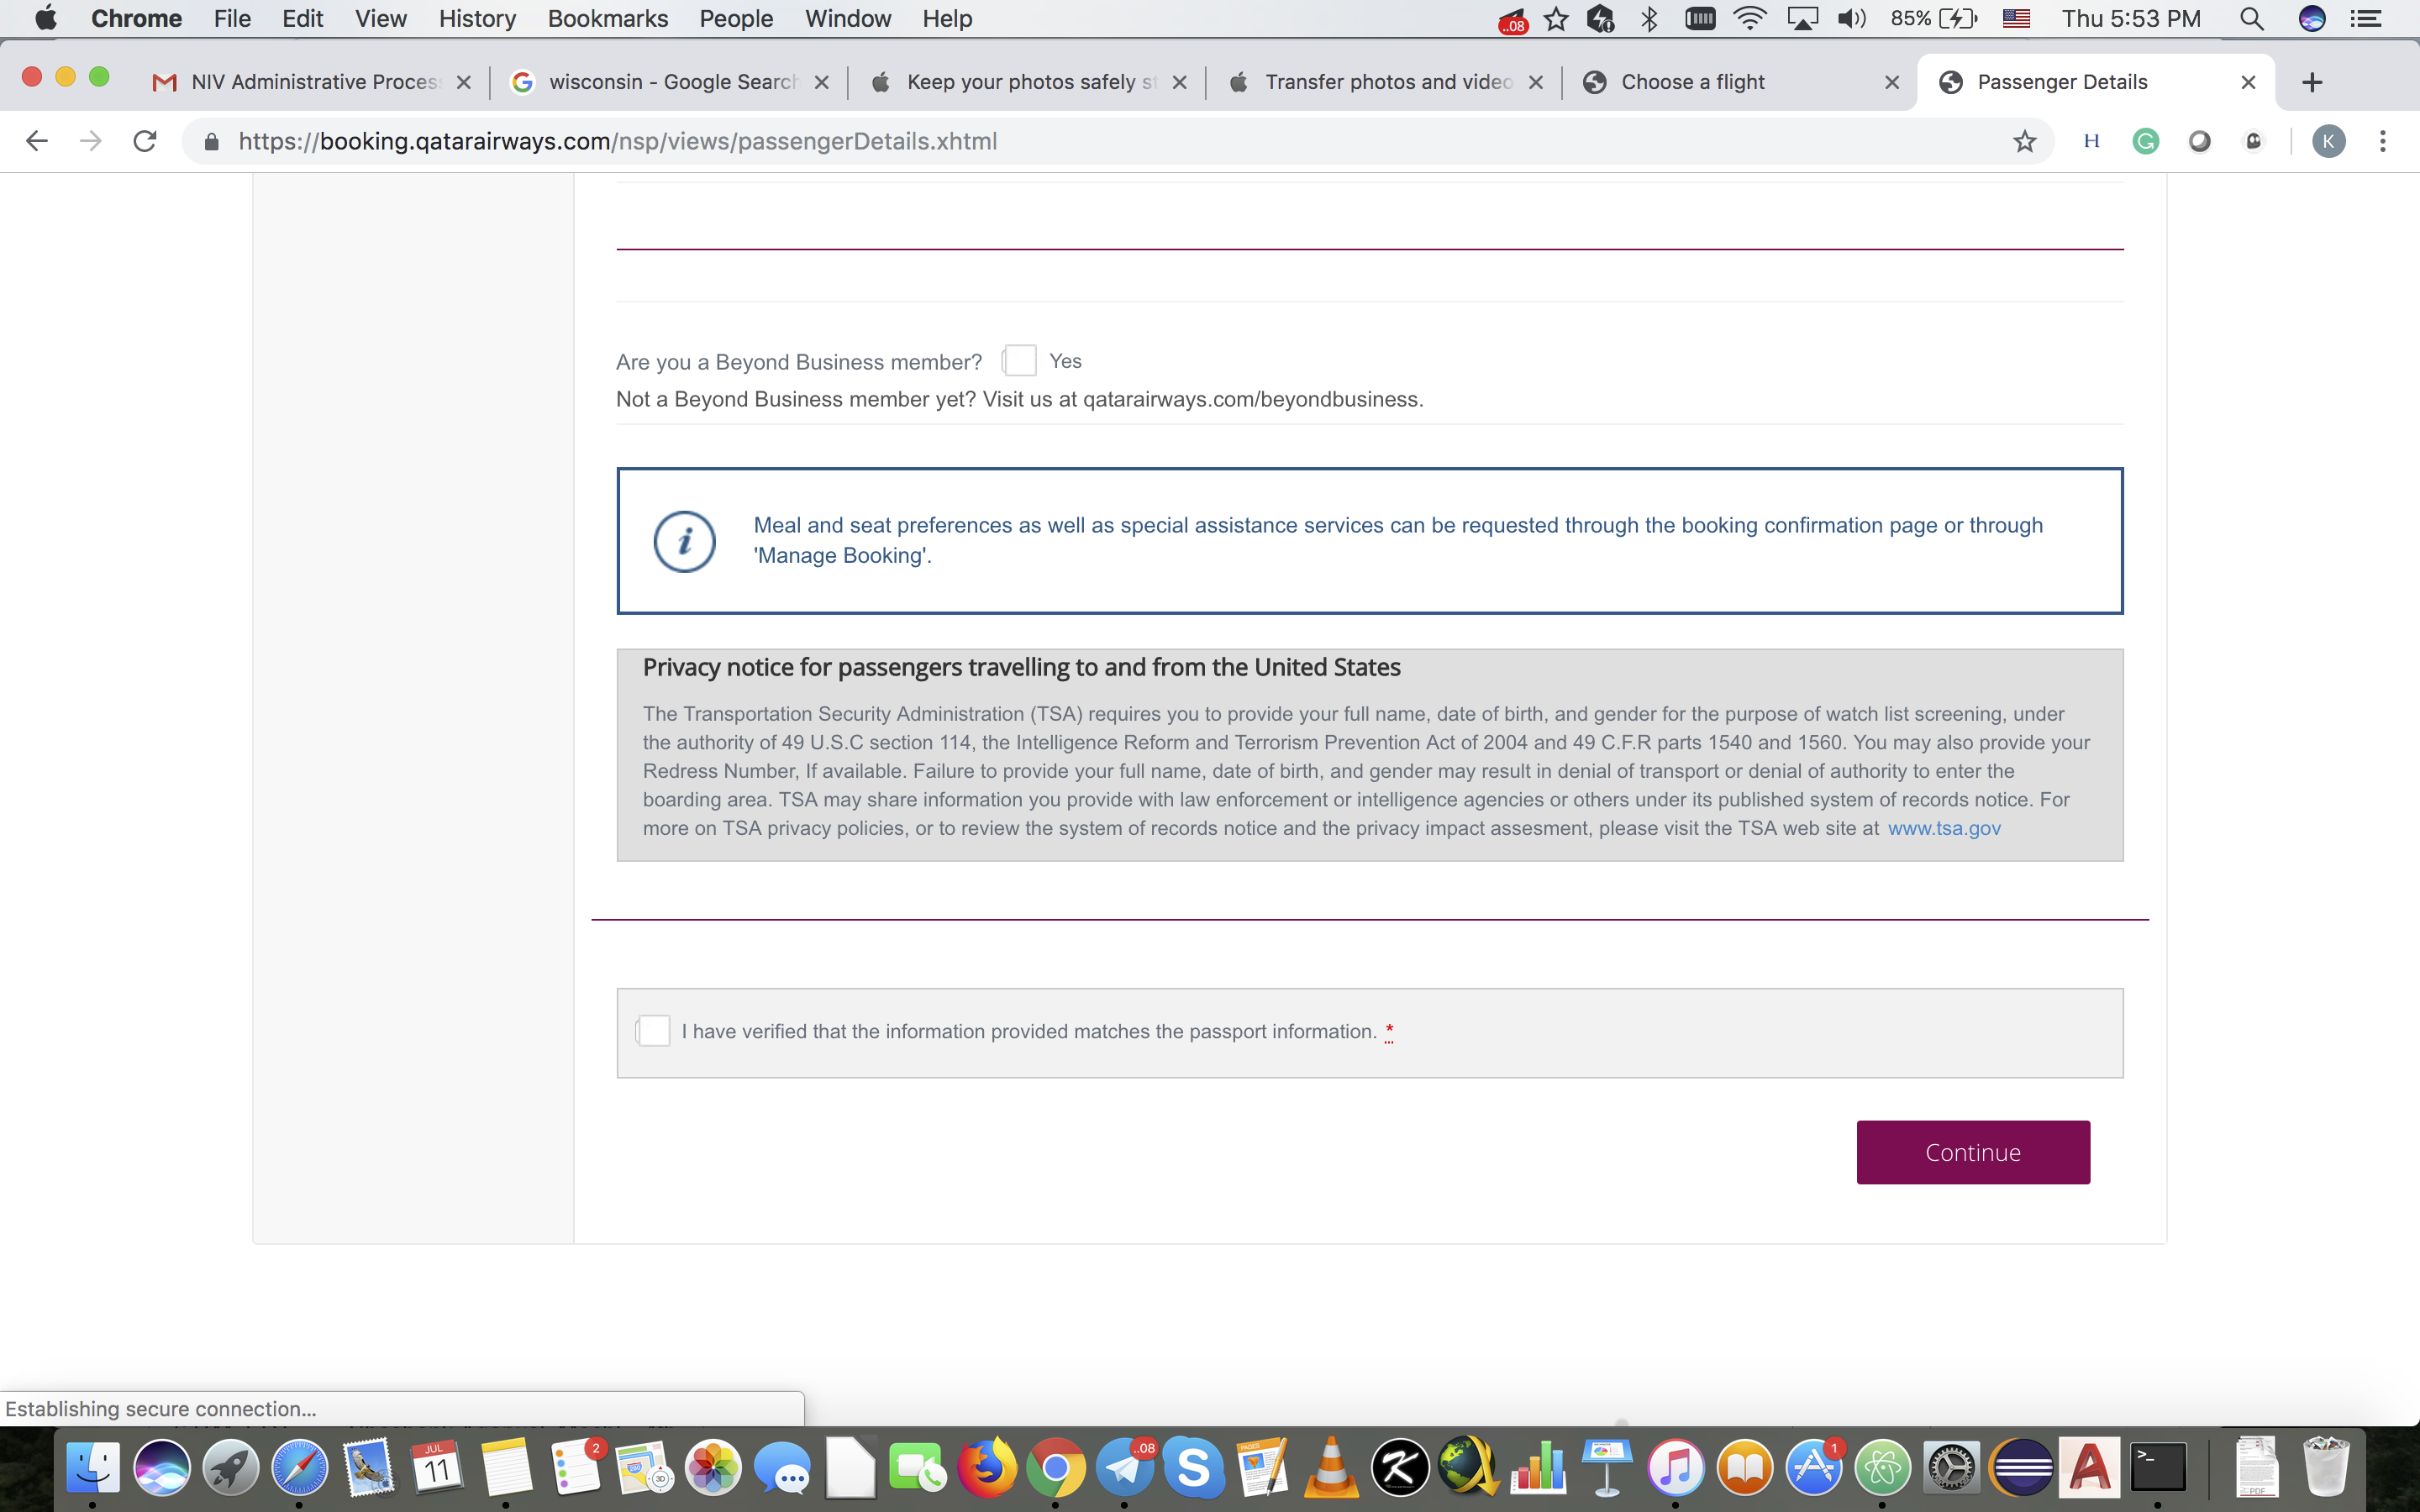 Chrome File Edit View History Bookmarks People Window Help ..08 85% Thu 5:53 PM
NIV Administrative Process wisconsin - Google Search Keep your photos safely st Transfer photos and video Choose a flight Passenger Details
https://booking.qatarairways.com/nsp/views/passengerDetails.xhtml H G K
Are you a Beyond Business member? Yes
Not a Beyond Business member yet? Visit us at qatarairways.com/beyondbusiness.
i Meal and seat preferences as well as special assistance services can be requested through the booking confirmation page or through
'Manage Booking'.
Privacy notice for passengers travelling to and from the United States
The Transportation Security Administration (TSA) requires you to provide your full name, date of birth, and gender for the purpose of watch list screening, under
the authority of 49 U.S.C section 114, the Intelligence Reform and Terrorism Prevention Act of 2004 and 49 C.F.R parts 1540 and 1560. You may also provide your
Redress Number, If available. Failure to provide your full name, date of birth, and gender may result in denial of transport or denial of authority to enter the
boarding area. TSA may share information you provide with law enforcement or intelligence agencies or others under its published system of records notice. For
more on TSA privacy policies, or to review the system of records notice and the privacy impact assesment, please visit the TSA web site at www.tsa.gov
I have verified that the information provided matches the passport information. *
Continue
Establishing secure connection...
JUL 11 2 3D ..08 S PAGES K 1 A >_ PDF